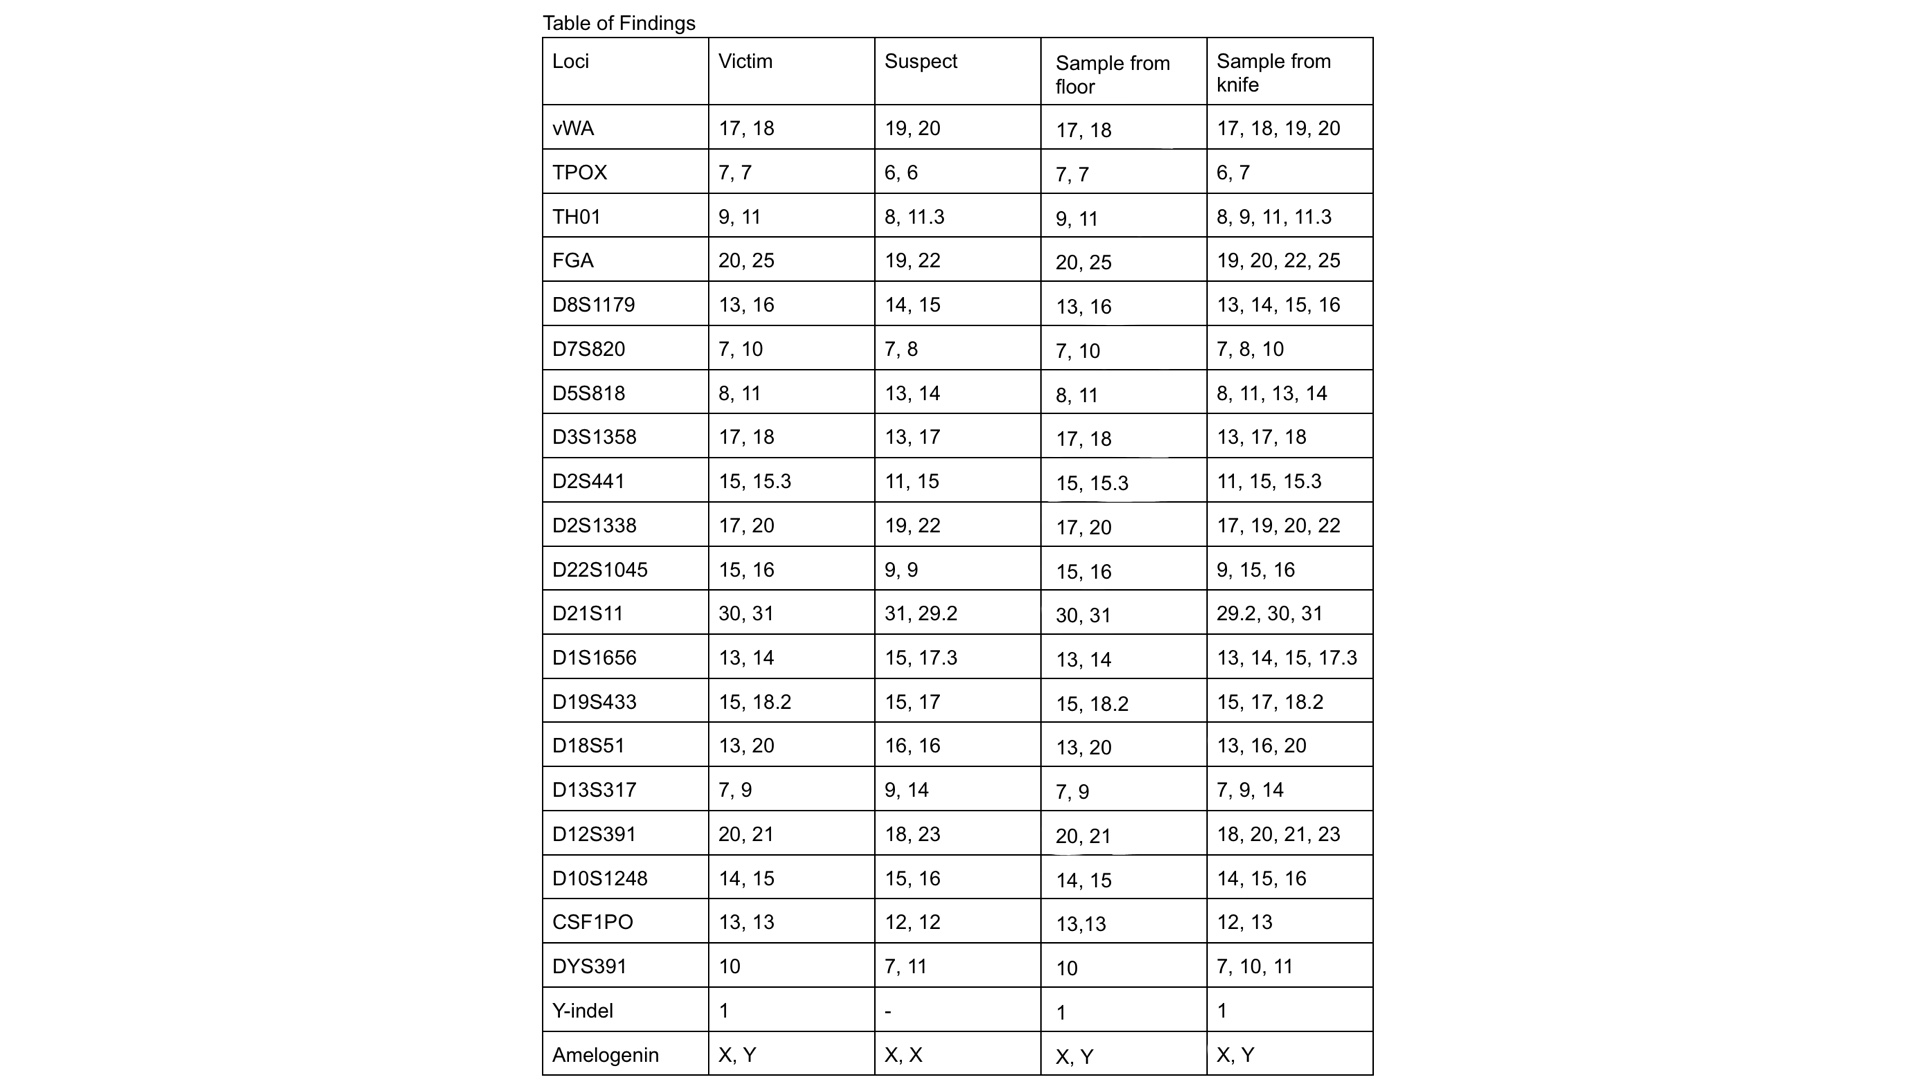 Table of Findings
Loci Victim Suspect Sample from floor Sample from knife
vWA 17, 18 19, 20 17, 18 17, 18, 19, 20
TPOX 7, 7 6, 6 7, 7 6, 7
TH01 9, 11 8, 11.3 9, 11 8, 9, 11, 11.3
FGA 20, 25 19, 22 20, 25 19, 20, 22, 25
D8S1179 13, 16 14, 15 13, 16 13, 14, 15, 16
D7S820 7, 10 7, 8 7, 10 7, 8, 10
D5S818 8, 11 13, 14 8, 11 8, 11, 13, 14
D3S1358 17, 18 13, 17 17, 18 13, 17, 18
D2S441 15, 15.3 11, 15 15, 15.3 11, 15, 15.3
D2S1338 17, 20 19, 22 17, 20 17, 19, 20, 22
D22S1045 15, 16 9, 9 15, 16 9, 15, 16
D21S11 30, 31 31, 29.2 30, 31 29.2, 30, 31
D1S1656 13, 14 15, 17.3 13, 14 13, 14, 15, 17.3
D19S433 15, 18.2 15, 17 15, 18.2 15, 17, 18.2
D18S51 13, 20 16, 16 13, 20 13, 16, 20
D13S317 7, 9 9, 14 7, 9 7, 9, 14
D12S391 20, 21 18, 23 20, 21 18, 20, 21, 23
D10S1248 14, 15 15, 16 14, 15 14, 15, 16
CSF1PO 13, 13 12, 12 13,13 12, 13
DYS391 10 7, 11 10 7, 10, 11
Y-indel 1 - 1 1
Amelogenin X, Y X, X X, Y X, Y